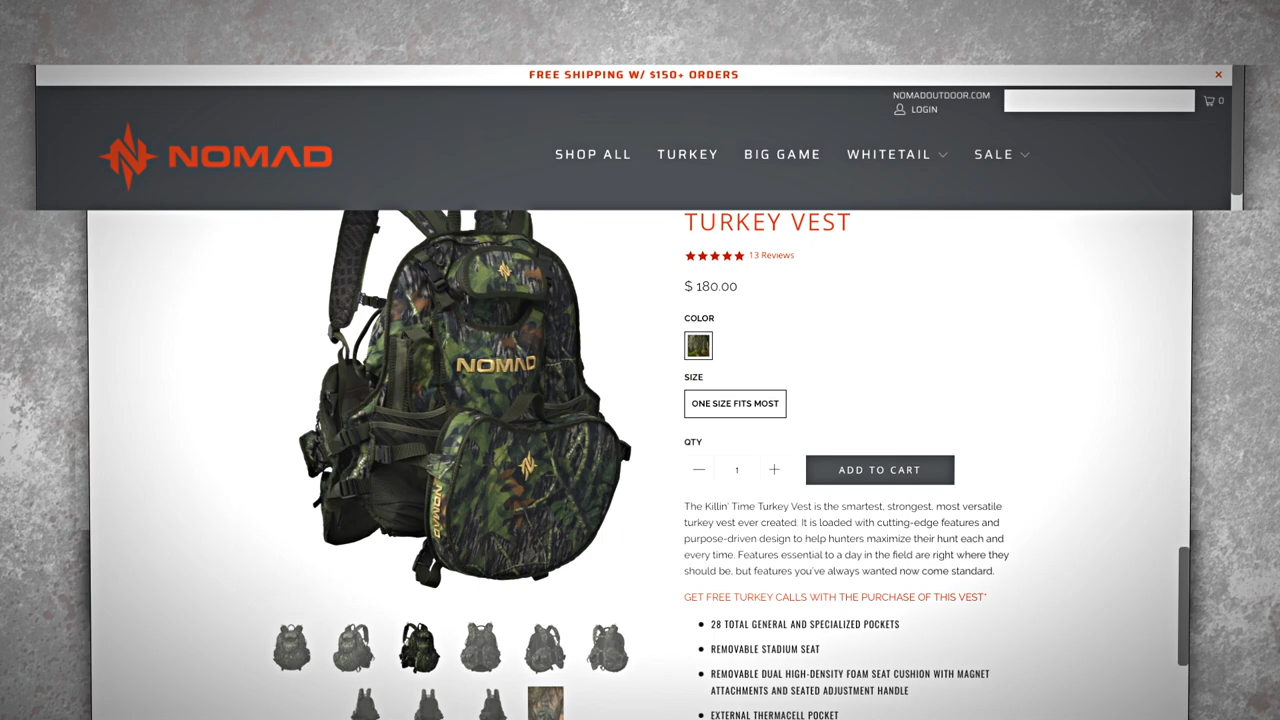 FREE SHIPPING W/ $150+ ORDERS
×
NOMADOUTDOOR.COM
LOGIN
0
NOMAD
SHOP ALL
TURKEY
BIG GAME
WHITETAIL
SALE
TURKEY VEST
13 Reviews
$ 180.00
COLOR
SIZE
ONE SIZE FITS MOST
QTY
1
ADD TO CART
The Killin' Time Turkey Vest is the smartest, strongest, most versatile
turkey vest ever created. It is loaded with cutting-edge features and
purpose-driven design to help hunters maximize their hunt each and
every time. Features essential to a day in the field are right where they
should be, but features you've always wanted now come standard.
GET FREE TURKEY CALLS WITH THE PURCHASE OF THIS VEST*
28 TOTAL GENERAL AND SPECIALIZED POCKETS
REMOVABLE STADIUM SEAT
REMOVABLE DUAL HIGH-DENSITY FOAM SEAT CUSHION WITH MAGNET
ATTACHMENTS AND SEATED ADJUSTMENT HANDLE
EXTERNAL THERMACELL POCKET
NOMAD
NOMAD